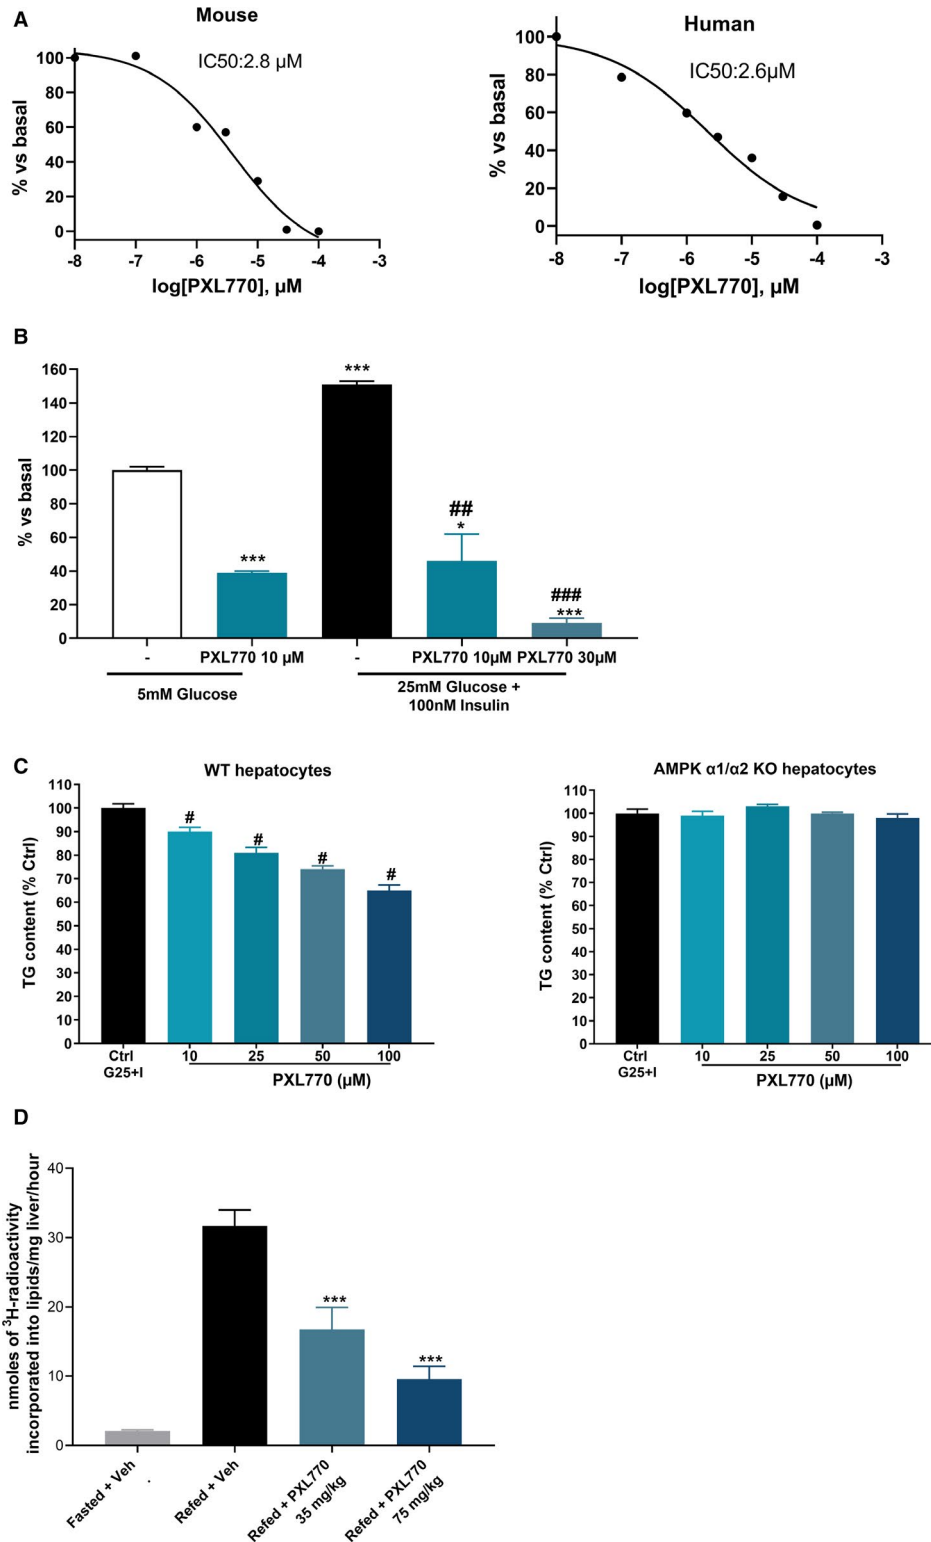 A
Mouse
IC50:2.8 µM
% vs basal
100
80
60
40
20
0
-8 -7 -6 -5 -4 -3
log[PXL770], µM
Human
IC50:2.6µM
% vs basal
100
80
60
40
20
0
-8 -7 -6 -5 -4 -3
log[PXL770], µM
B
% vs basal
160
140
120
100
80
60
40
20
0
***
***
##
*
###
***
- PXL770 10 µM - PXL770 10µM PXL770 30µM
5mM Glucose
25mM Glucose +
100nM Insulin
C
WT hepatocytes
TG content (% Ctrl)
110
100
90
80
70
60
50
40
30
20
10
0
# # # #
Ctrl 10 25 50 100
G25+I
PXL770 (µM)
AMPK α1/α2 KO hepatocytes
TG content (% Ctrl)
110
100
90
80
70
60
50
40
30
20
10
0
Ctrl 10 25 50 100
G25+I
PXL770 (µM)
D
nmoles of ³H-radioactivity
incorporated into lipids/mg liver/hour
40
30
20
10
0
***
***
Fasted + Veh
.
Refed + Veh
Refed + PXL770
35 mg/kg
Refed + PXL770
75 mg/kg